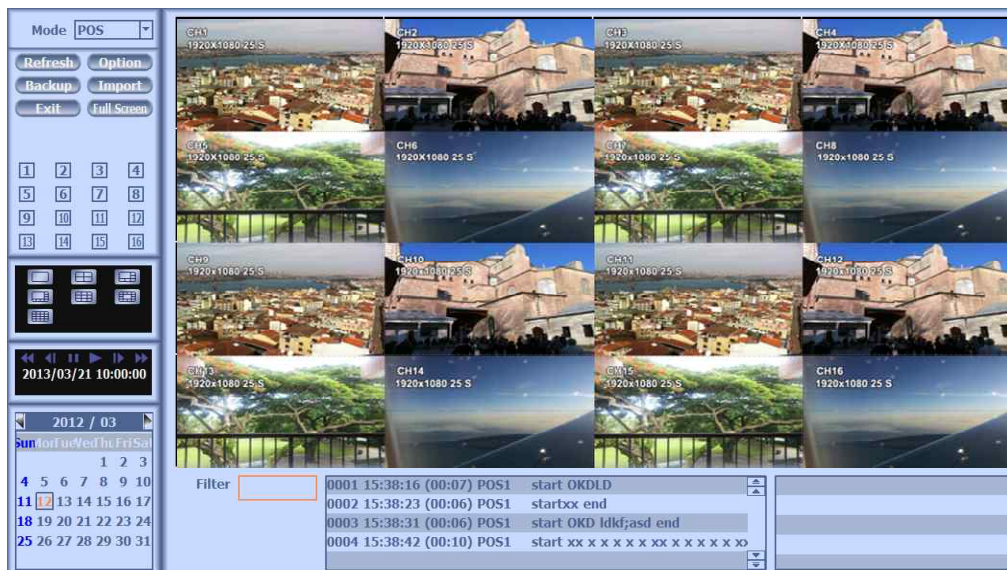 Mode POS
Refresh Option
Backup Import
Exit Full Screen
1 2 3 4
5 6 7 8
9 10 11 12
13 14 15 16
2013/03/21 10:00:00
2012 / 03
Sun Mon Tue Wed Thu Fri Sat
1 2 3
4 5 6 7 8 9 10
11 12 13 14 15 16 17
18 19 20 21 22 23 24
25 26 27 28 29 30 31
CH1 CH2 CH3 CH4
1920X1080 25 S 1920X1080 25 S 1920X1080 25 S 1920X1080 25 S
CH5 CH6 CH7 CH8
1920X1080 25 S 1920X1080 25 S 1920x1080 25 S 1920x1080 25 S
CH9 CH10 CH11 CH12
1920x1080 25 S 1920x1080 25 S 1920x1080 25 S 1920x1080 25 S
CH13 CH14 CH15 CH16
1920x1080 25 S 1920x1080 25 S 1920x1080 25 S 1920x1080 25 S
Filter
0001 15:38:16 (00:07) POS1 start OKDLD
0002 15:38:23 (00:06) POS1 startxx end
0003 15:38:31 (00:06) POS1 start OKD ldkf;asd end
0004 15:38:42 (00:10) POS1 start xx x x x x x xx x x x x x xx